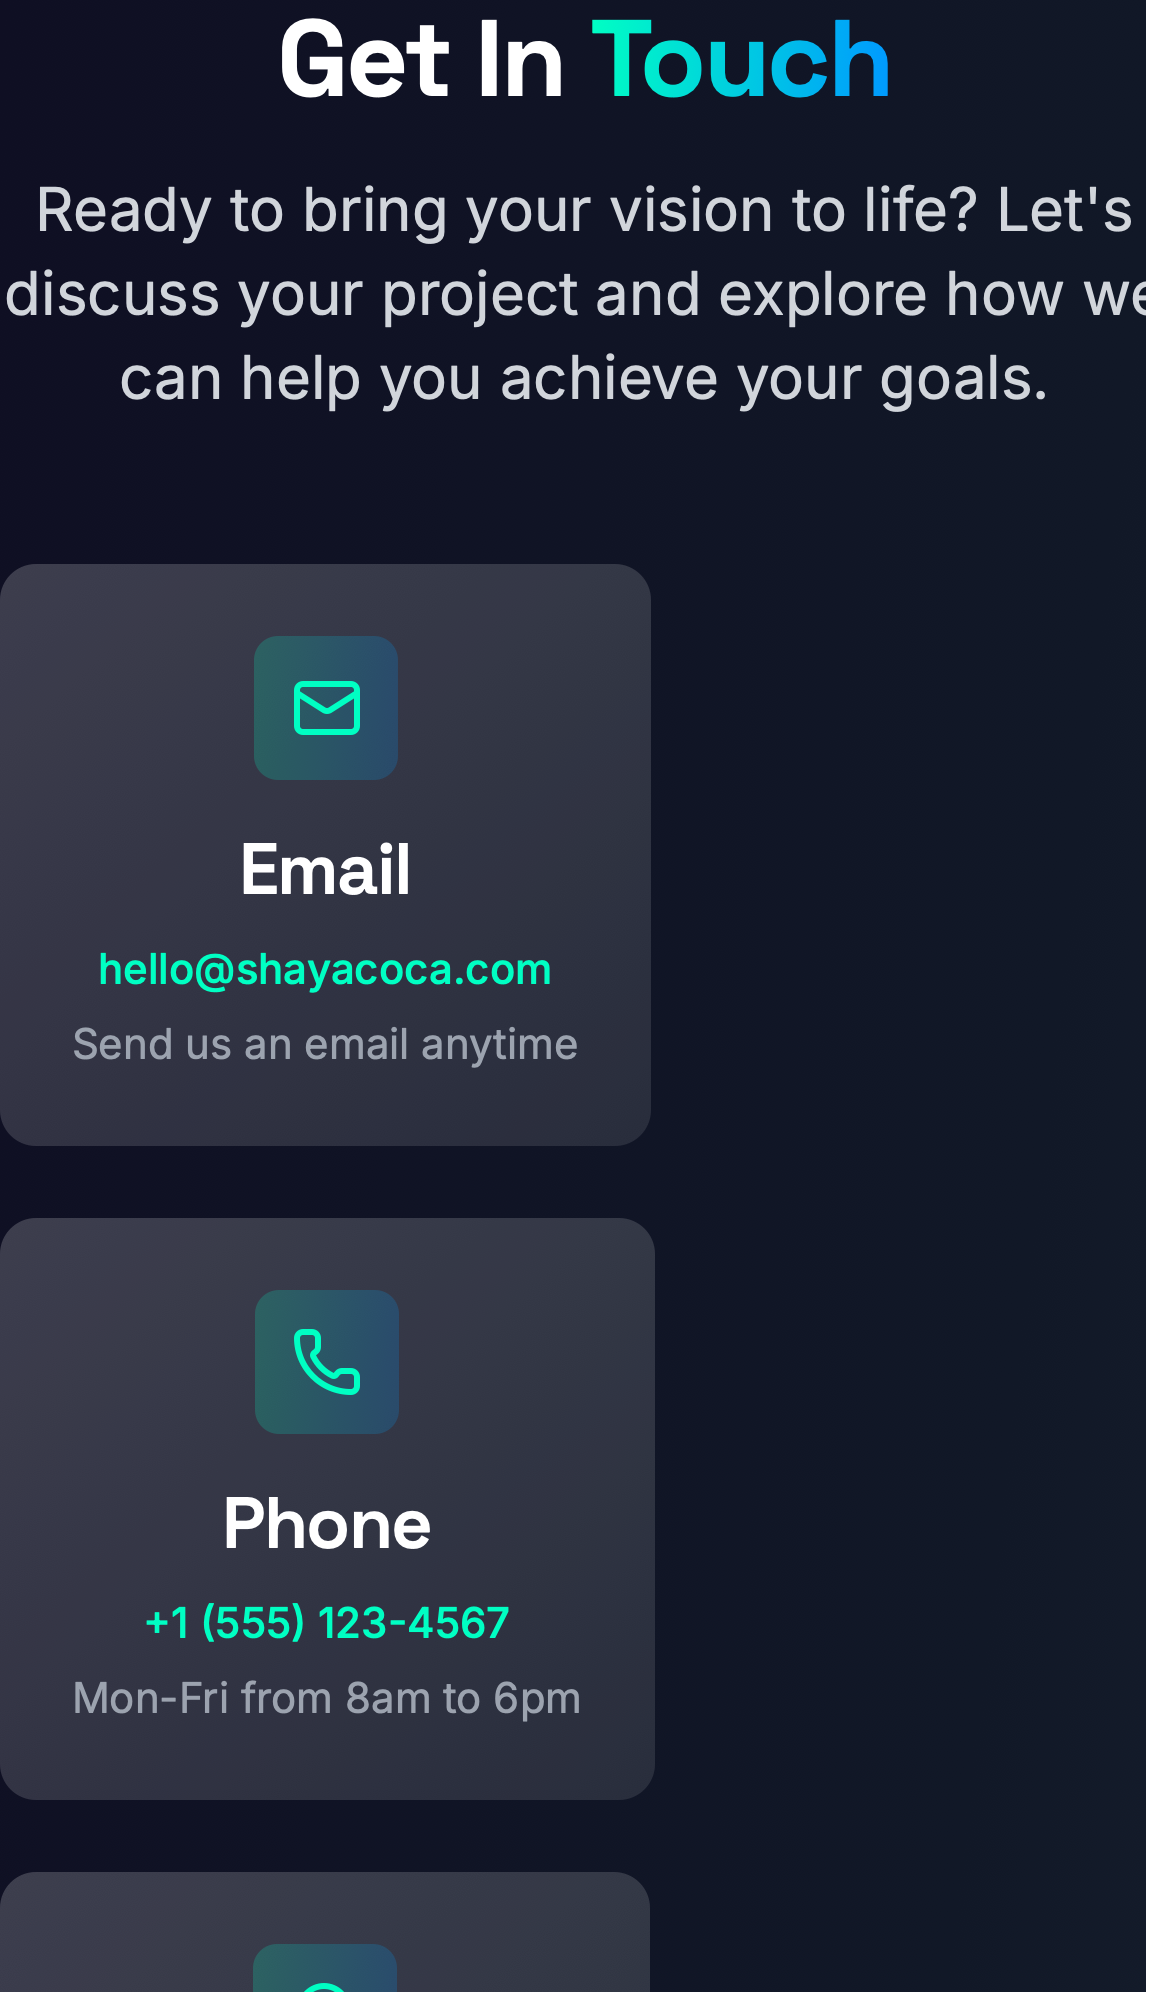 Get In Touch
Ready to bring your vision to life? Let's
discuss your project and explore how we
can help you achieve your goals.
Email
hello@shayacoca.com
Send us an email anytime
Phone
+1 (555) 123-4567
Mon-Fri from 8am to 6pm